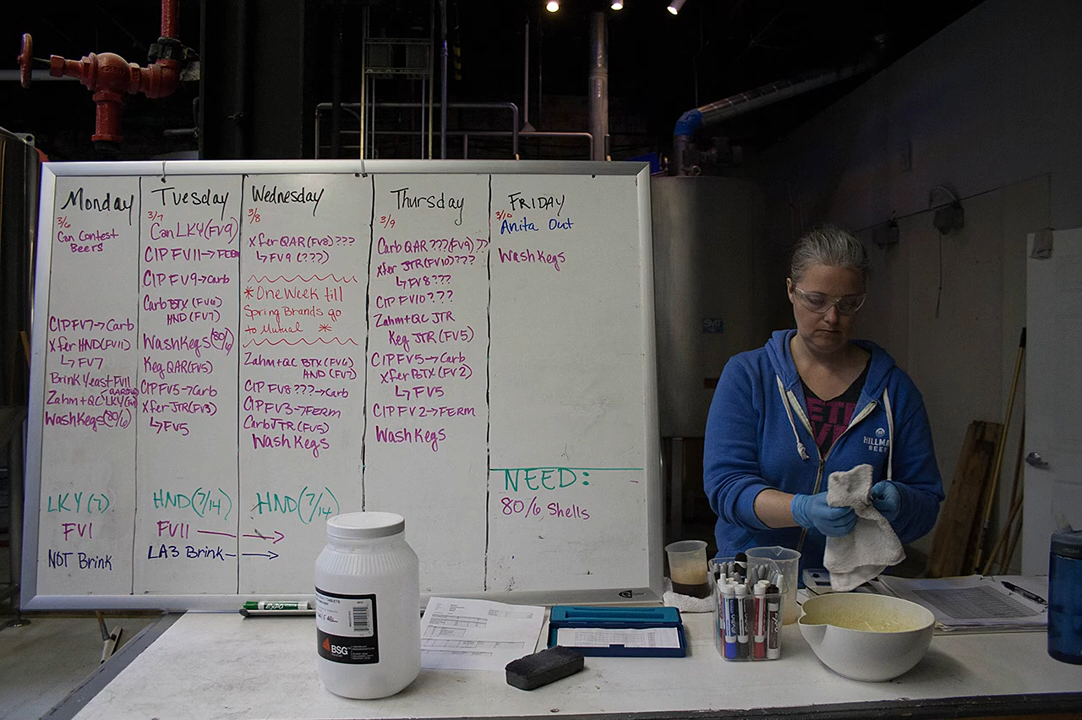 Monday
3/6
Can Contest
Beers
CIP FV7→Carb
Xfer HND(FV11)
↳FV7
Brink Yeast-FV11
Zahm+QC LKY
Wash Kegs (80/6)
LKY(7)
FV1
NOT Brink
Tuesday
3/7
Can LKY(FV9)
CIP FV11→FERM
CIP FV9→Carb
Carb BTX (FV6)
HND (FV7)
Wash Kegs (80/6)
Keg QAR(FV5)
CIP FV5→Carb
Xfer JTR(FV3)
↳FV5
HND(7/14)
FV11
LA3 Brink
Wednesday
3/8
Xfer QAR(FV8)???
↳FV9 (???)
*One Week till
Spring Brands go
to Mutual *
Zahm+QC BTX(FV6)
AND (FV7)
CIP FV8???→Carb
CIP FV3→FERM
Carb JTR(FV5)
Wash Kegs
HND(7/14)
Thursday
3/9
Carb QAR ???(FV9)??
Xfer JTR(FV10)???
↳FV8???
CIP FV10???
Zahm+QC JTR
Keg JTR(FV5)
CIP FV5→Carb
Xfer BTX(FV2)
↳FV5
CIP FV2→FERM
Wash Kegs
FRIDAY
3/10
Anita Out
Wash Kegs
NEED:
80/6 Shells
HILLMAN
BEER
EXPO
BSG